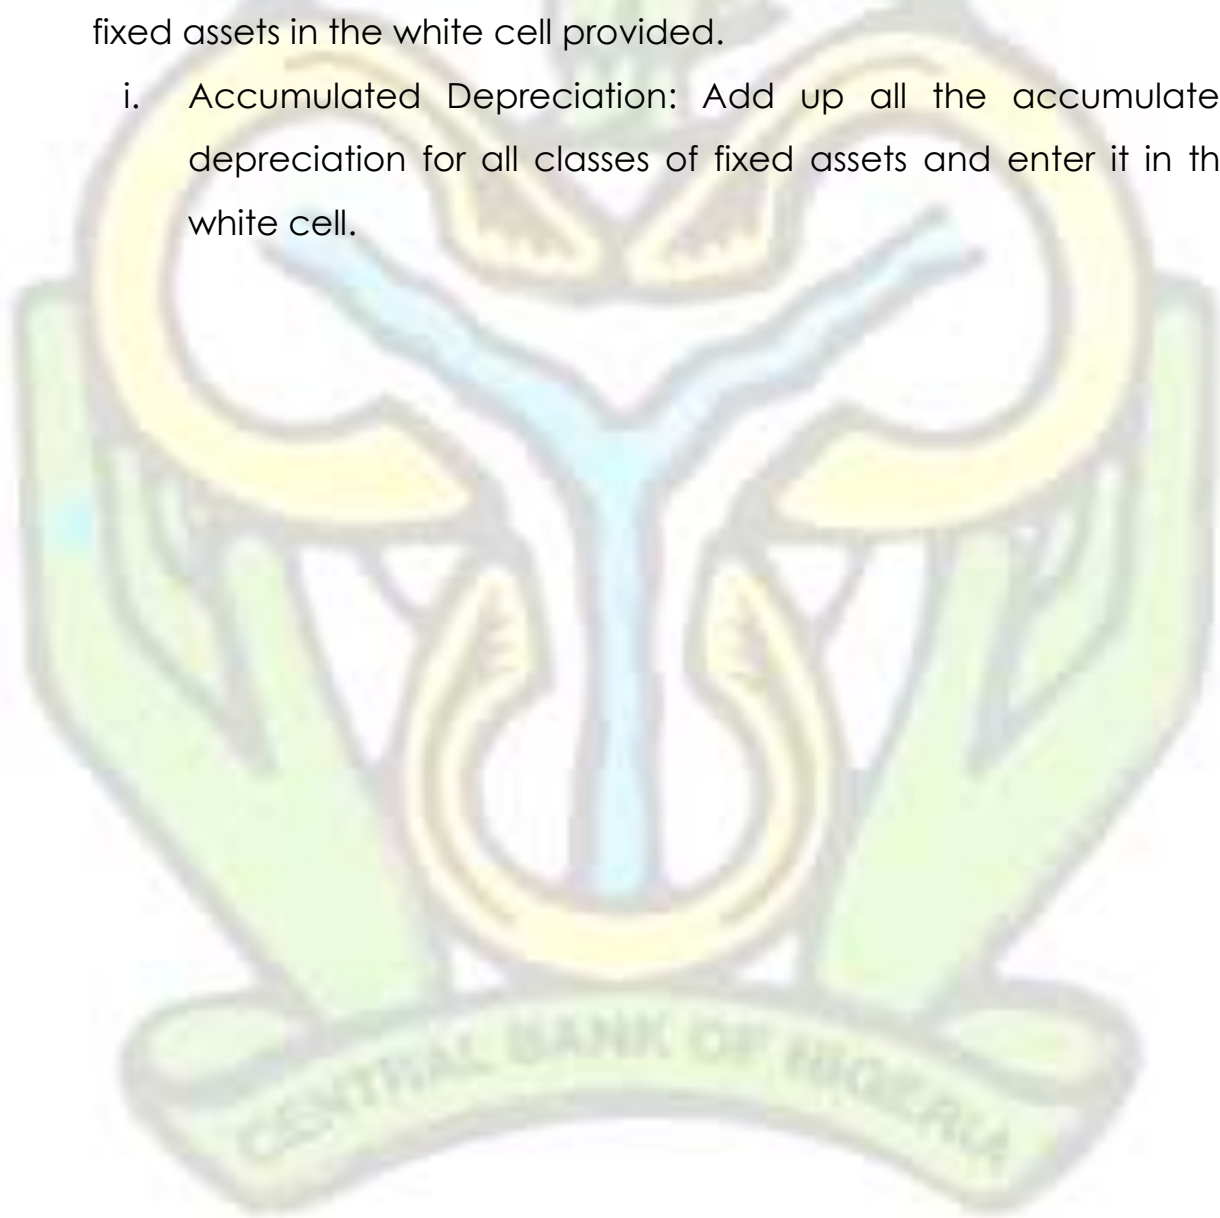 fixed assets in the white cell provided.
i. Accumulated Depreciation: Add up all the accumulate
depreciation for all classes of fixed assets and enter it in th
white cell.
CENTRAL BANK OF NIGERIA